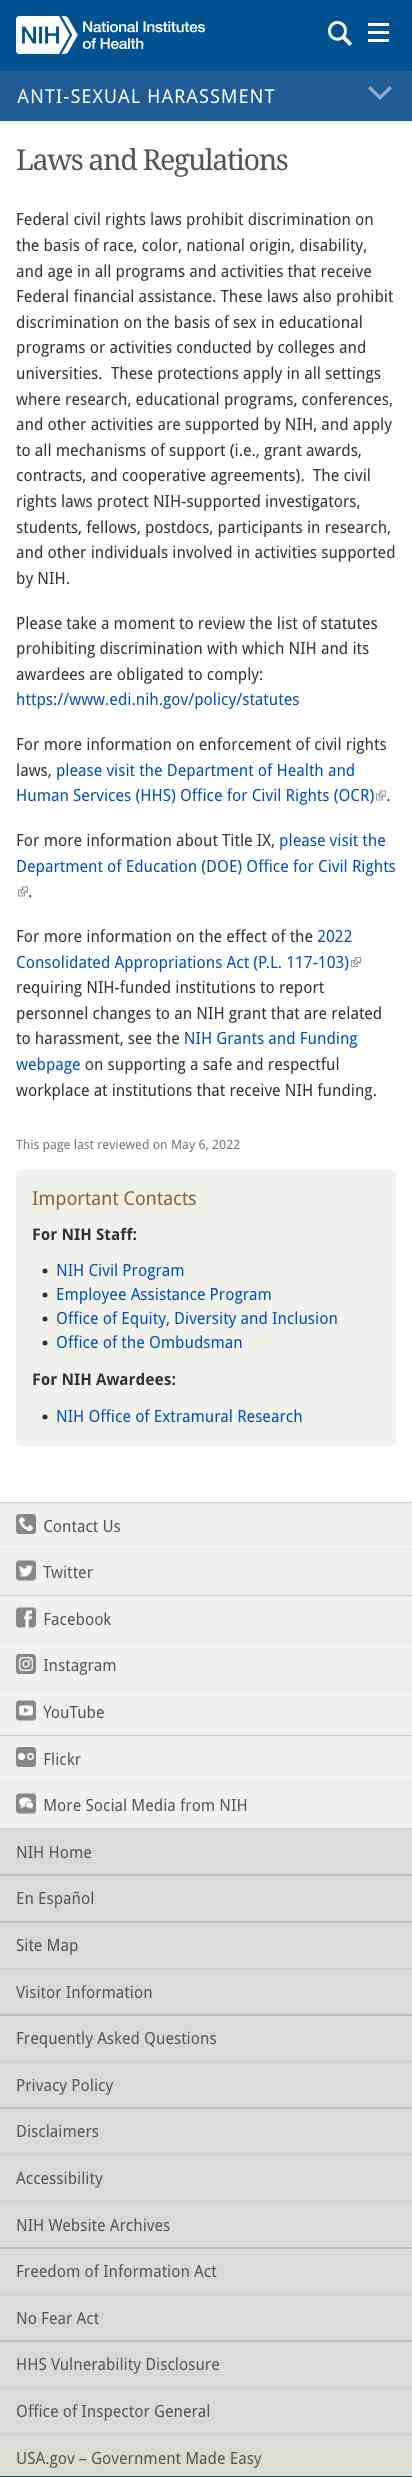 NIH National Institutes
of Health
ANTI-SEXUAL HARASSMENT
Laws and Regulations
Federal civil rights laws prohibit discrimination on
the basis of race, color, national origin, disability,
and age in all programs and activities that receive
Federal financial assistance. These laws also prohibit
discrimination on the basis of sex in educational
programs or activities conducted by colleges and
universities.  These protections apply in all settings
where research, educational programs, conferences,
and other activities are supported by NIH, and apply
to all mechanisms of support (i.e., grant awards,
contracts, and cooperative agreements).  The civil
rights laws protect NIH-supported investigators,
students, fellows, postdocs, participants in research,
and other individuals involved in activities supported
by NIH.
Please take a moment to review the list of statutes
prohibiting discrimination with which NIH and its
awardees are obligated to comply:
https://www.edi.nih.gov/policy/statutes
For more information on enforcement of civil rights
laws, please visit the Department of Health and
Human Services (HHS) Office for Civil Rights (OCR).
For more information about Title IX, please visit the
Department of Education (DOE) Office for Civil Rights
.
For more information on the effect of the 2022
Consolidated Appropriations Act (P.L. 117-103)
requiring NIH-funded institutions to report
personnel changes to an NIH grant that are related
to harassment, see the NIH Grants and Funding
webpage on supporting a safe and respectful
workplace at institutions that receive NIH funding.
This page last reviewed on May 6, 2022
Important Contacts
For NIH Staff:
• NIH Civil Program
• Employee Assistance Program
• Office of Equity, Diversity and Inclusion
• Office of the Ombudsman
For NIH Awardees:
• NIH Office of Extramural Research
Contact Us
Twitter
Facebook
Instagram
YouTube
Flickr
More Social Media from NIH
NIH Home
En Español
Site Map
Visitor Information
Frequently Asked Questions
Privacy Policy
Disclaimers
Accessibility
NIH Website Archives
Freedom of Information Act
No Fear Act
HHS Vulnerability Disclosure
Office of Inspector General
USA.gov – Government Made Easy